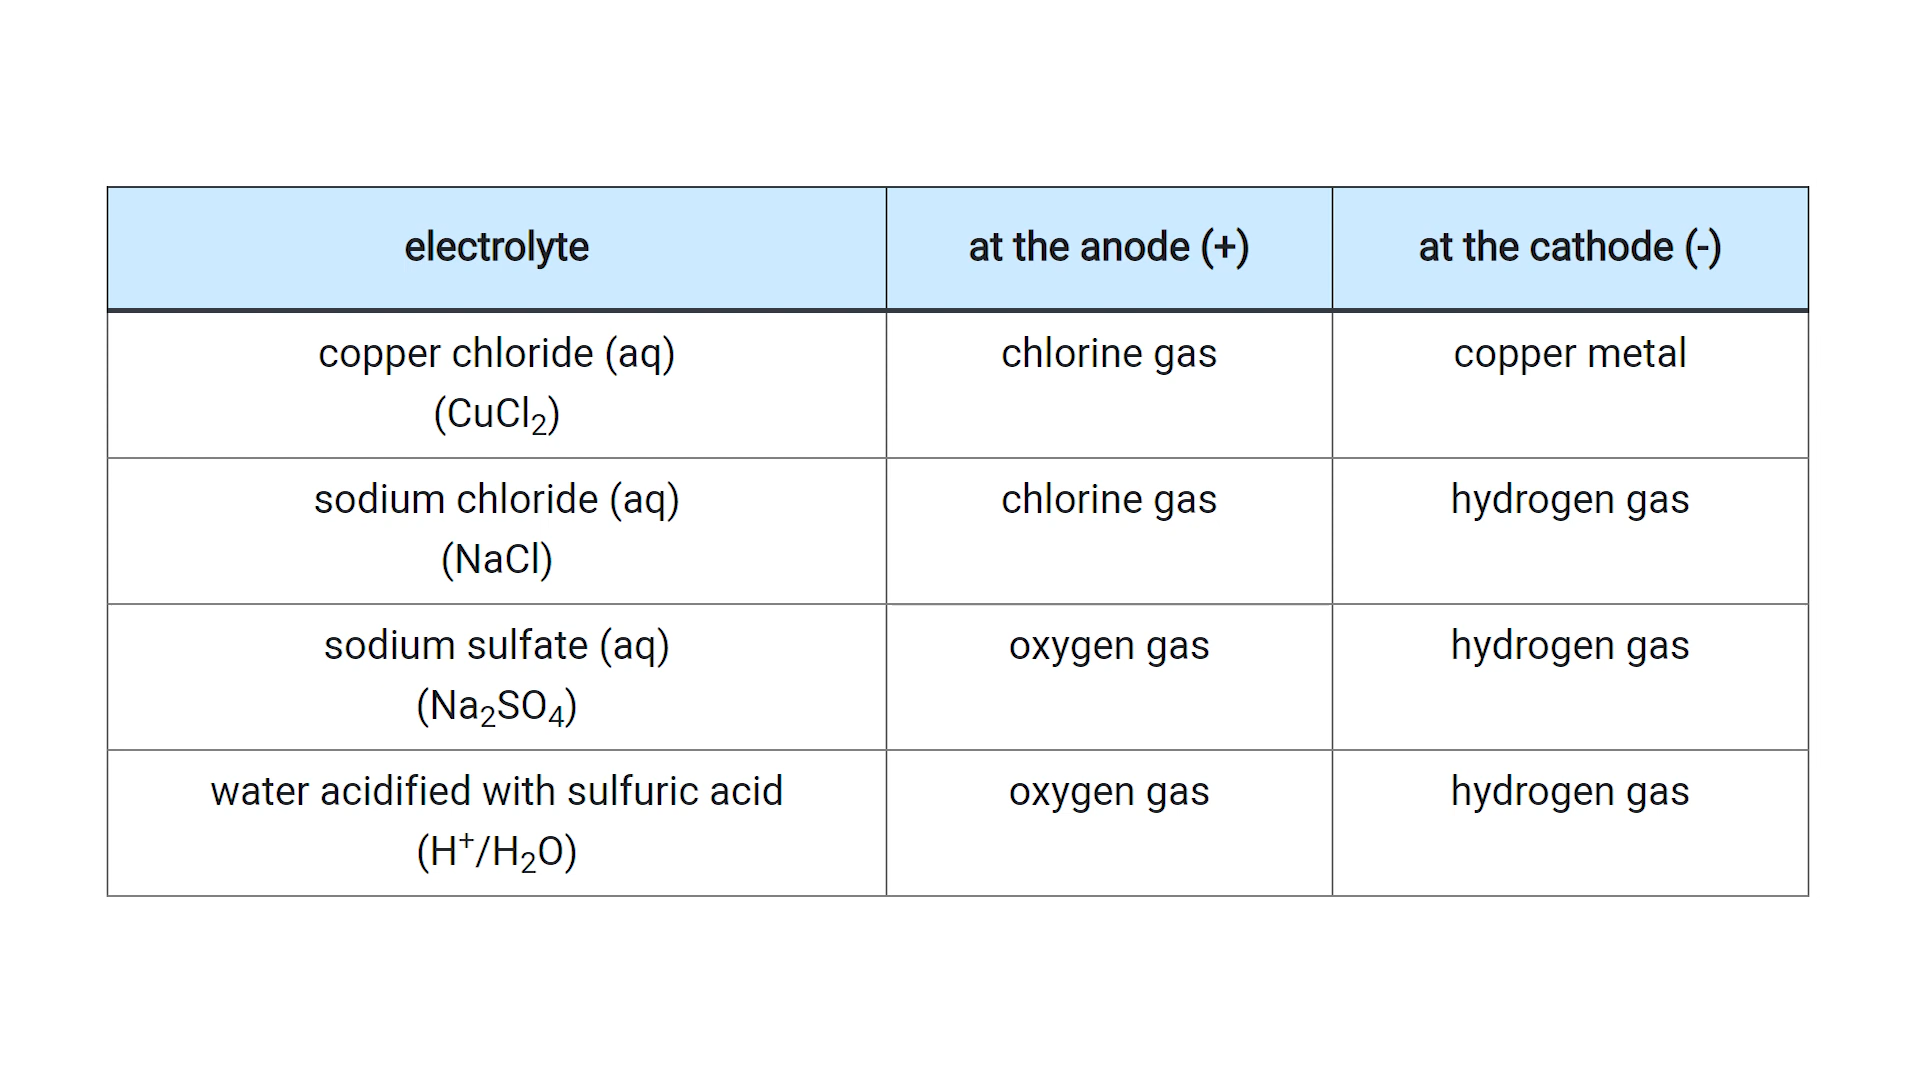 electrolyte at the anode (+) at the cathode (-)
copper chloride (aq) chlorine gas copper metal
(CuCl₂)
sodium chloride (aq) chlorine gas hydrogen gas
(NaCl)
sodium sulfate (aq) oxygen gas hydrogen gas
(Na₂SO₄)
water acidified with sulfuric acid oxygen gas hydrogen gas
(H⁺/H₂O)